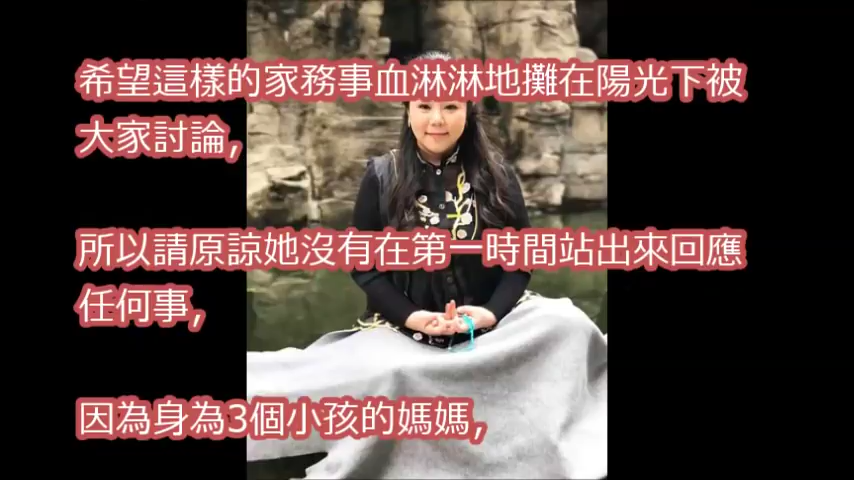 希望這樣的家務事血淋淋地攤在陽光下被
大家討論，
所以請原諒她沒有在第一時間站出來回應
任何事，
因為身為3個小孩的媽媽，